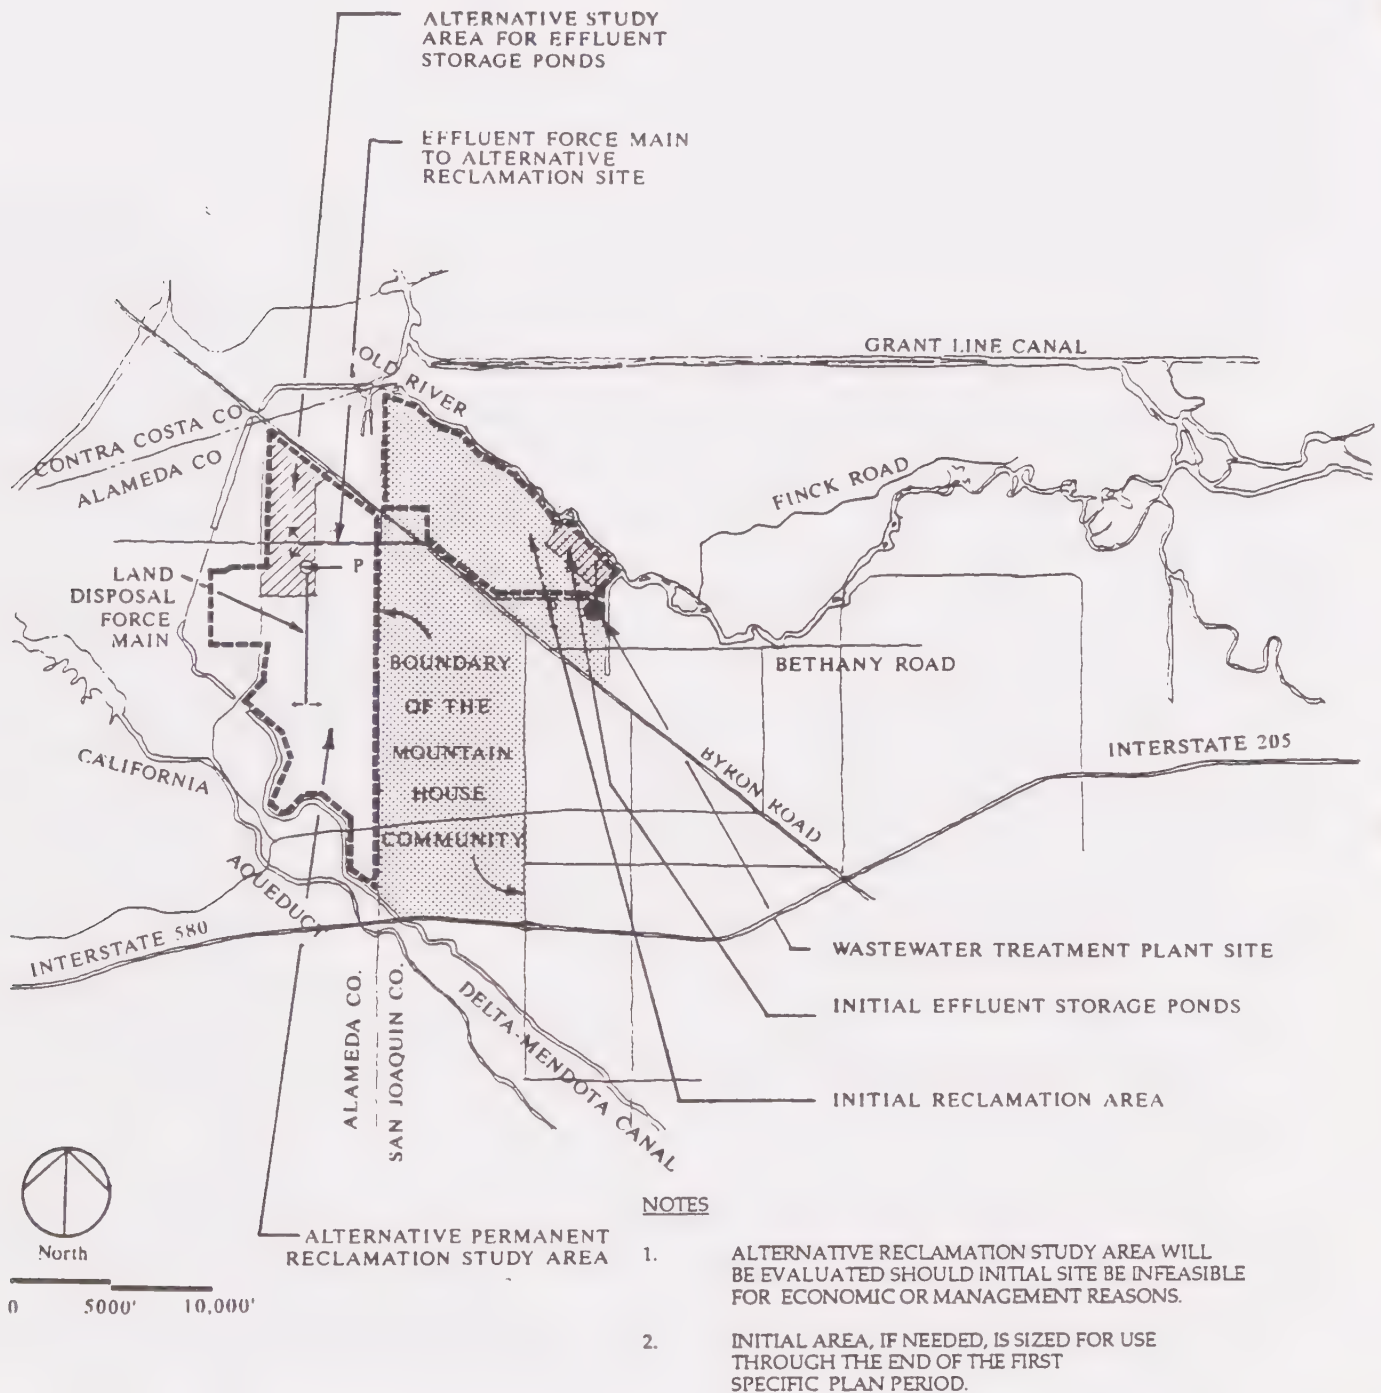 ALTERNATIVE STUDY
AREA FOR EFFLUENT
STORAGE PONDS
EFFLUENT FORCE MAIN
TO ALTERNATIVE
RECLAMATION SITE
GRANT LINE CANAL
OLD RIVER
CONTRA COSTA CO
ALAMEDA CO
FINCK ROAD
P
LAND
DISPOSAL
FORCE
MAIN
BETHANY ROAD
BOUNDARY
OF THE
MOUNTAIN
HOUSE
COMMUNITY
INTERSTATE 205
BYRON ROAD
CALIFORNIA
AQUEDUCT
INTERSTATE 580
WASTEWATER TREATMENT PLANT SITE
INITIAL EFFLUENT STORAGE PONDS
INITIAL RECLAMATION AREA
ALAMEDA CO.
SAN JOAQUIN CO.
DELTA-MENDOTA CANAL
ALTERNATIVE PERMANENT
RECLAMATION STUDY AREA
North
0 5000' 10,000'
NOTES
1. ALTERNATIVE RECLAMATION STUDY AREA WILL
BE EVALUATED SHOULD INITIAL SITE BE INFEASIBLE
FOR ECONOMIC OR MANAGEMENT REASONS.
2. INITIAL AREA, IF NEEDED, IS SIZED FOR USE
THROUGH THE END OF THE FIRST
SPECIFIC PLAN PERIOD.